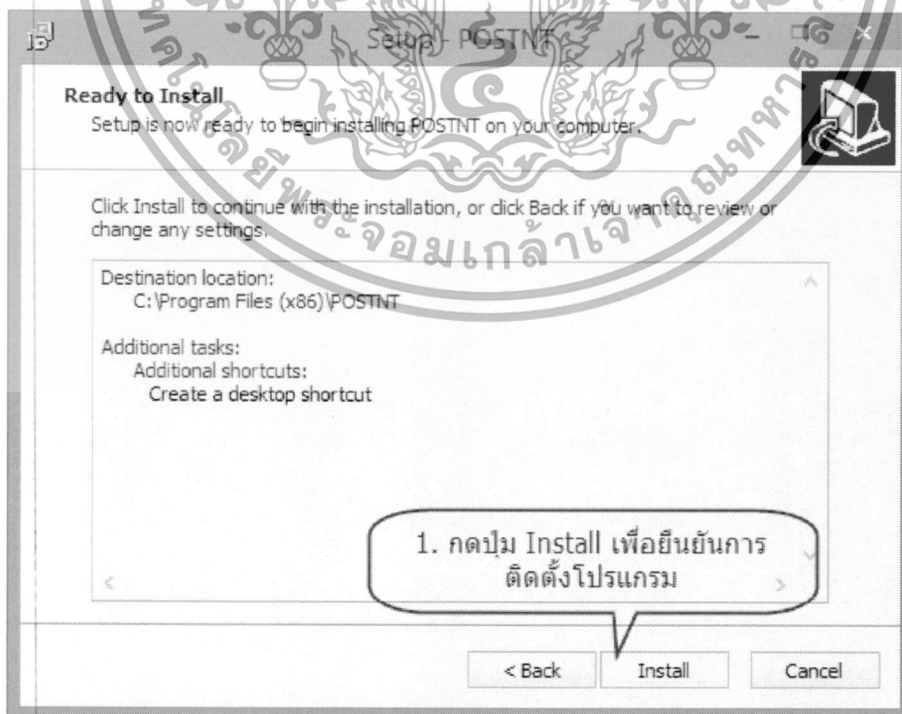 Setup - POSTNT
Ready to Install
Setup is now ready to begin installing POSTNT on your computer.
Click Install to continue with the installation, or click Back if you want to review or
change any settings.
Destination location:
C:\Program Files (x86)\POSTNT
Additional tasks:
Additional shortcuts:
Create a desktop shortcut
1. กดปุ่ม Install เพื่อยืนยันการ
ติดตั้งโปรแกรม
< Back Install Cancel